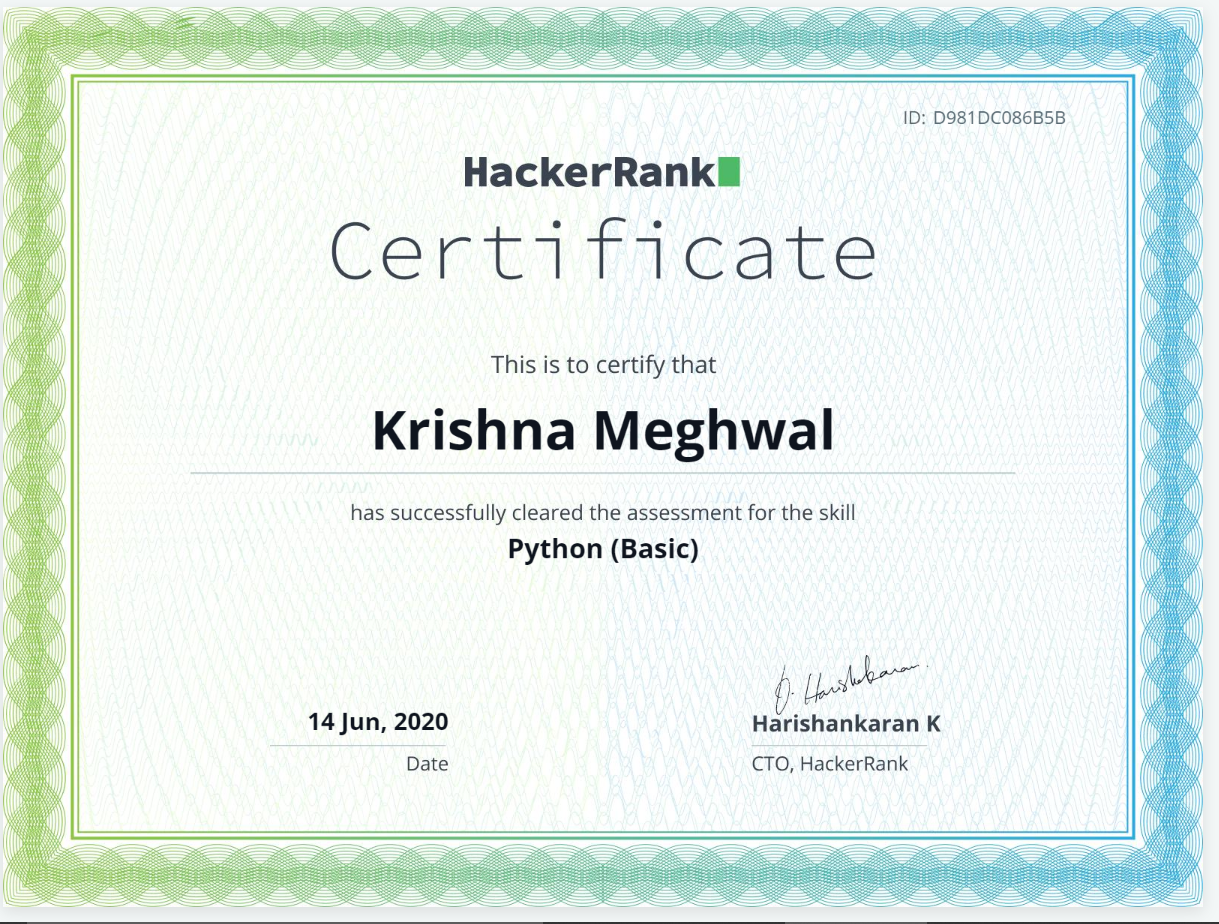 ID: D981DC086B5B
HackerRank
Certificate
This is to certify that
Krishna Meghwal
has successfully cleared the assessment for the skill
Python (Basic)
14 Jun, 2020
Date
Harishankaran K
CTO, HackerRank